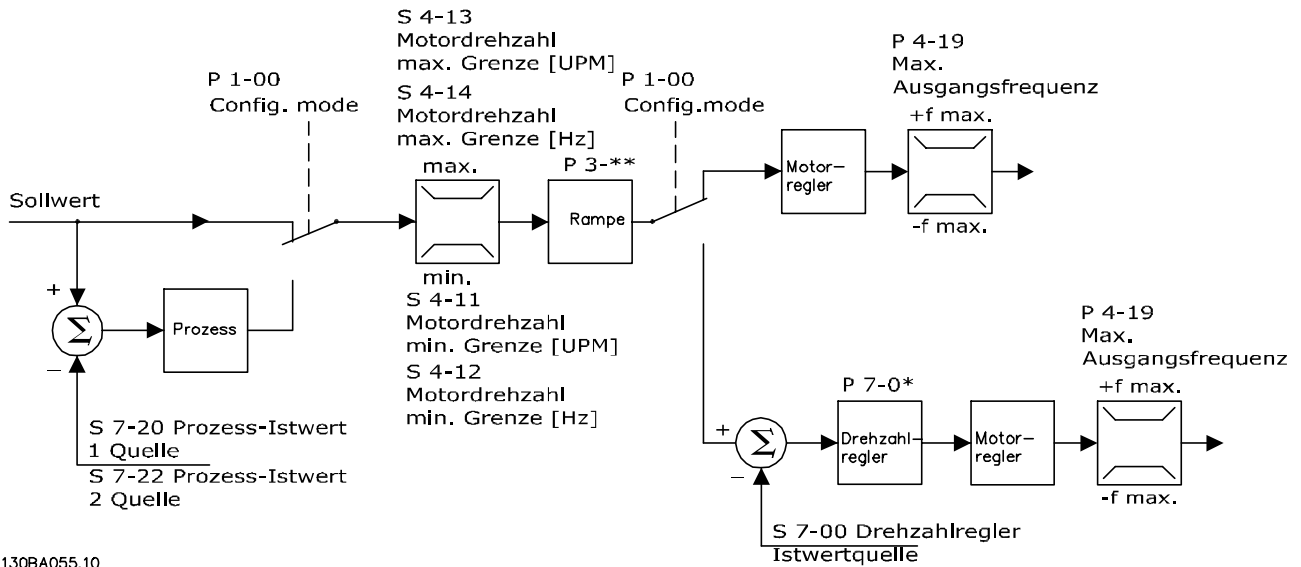 S 4-13
Motordrehzahl
max. Grenze [UPM]
S 4-14
Motordrehzahl
max. Grenze [Hz]
P 1-00
Config. mode
P 1-00
Config.mode
P 4-19
Max.
Ausgangsfrequenz
+f max.
max.
P 3-**
Motor-
regler
Sollwert
Rampe
-f max.
min.
+
Σ
Prozess
−
S 4-11
Motordrehzahl
min. Grenze [UPM]
S 4-12
Motordrehzahl
min. Grenze [Hz]
P 4-19
Max.
Ausgangsfrequenz
+f max.
P 7-0*
S 7-20 Prozess-Istwert
1 Quelle
S 7-22 Prozess-Istwert
2 Quelle
+
Σ
Drehzahl-
regler
Motor-
regler
−
-f max.
S 7-00 Drehzahlregler
Istwertquelle
130BA055.10